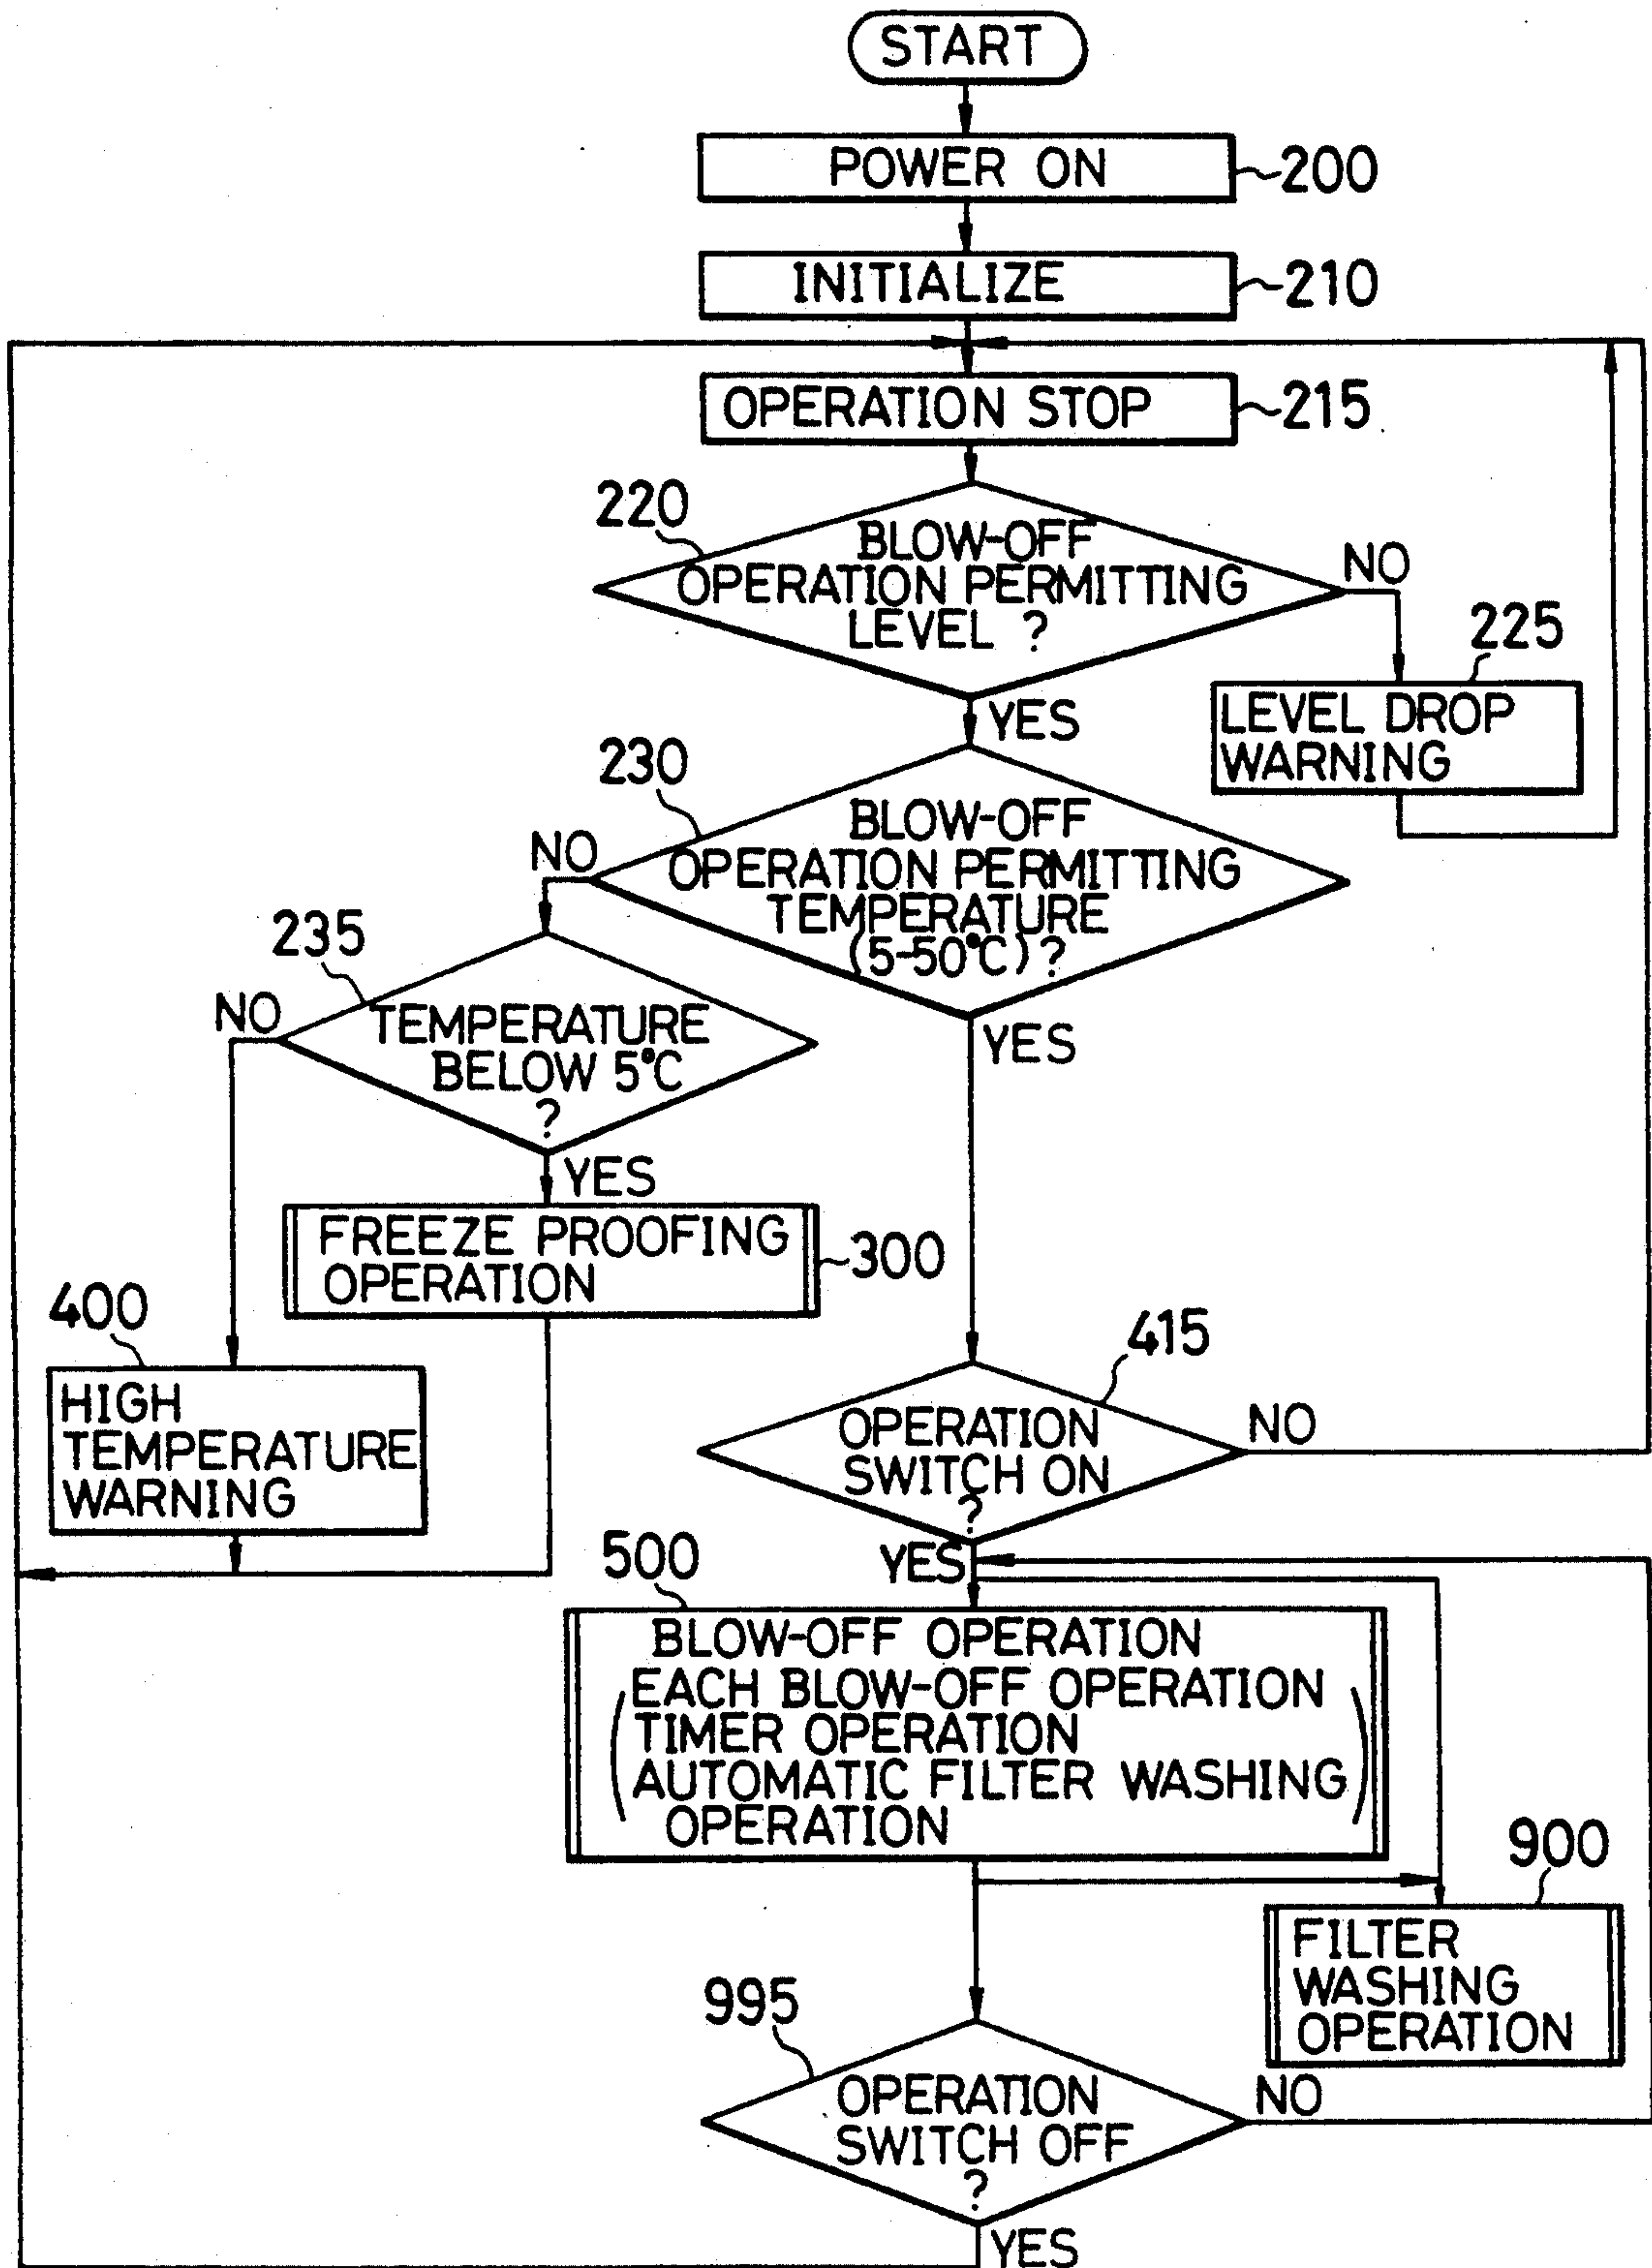 START
POWER ON
200
INITIALIZE
210
OPERATION STOP
215
220
BLOW-OFF
OPERATION PERMITTING
LEVEL ?
NO
YES
225
LEVEL DROP
WARNING
230
BLOW-OFF
OPERATION PERMITTING
TEMPERATURE
(5-50°C) ?
NO
YES
235
TEMPERATURE
BELOW 5°C
?
NO
YES
FREEZE PROOFING
OPERATION
300
400
HIGH
TEMPERATURE
WARNING
415
OPERATION
SWITCH ON
?
NO
YES
500
BLOW-OFF OPERATION
(EACH BLOW-OFF OPERATION
TIMER OPERATION
AUTOMATIC FILTER WASHING
OPERATION)
900
FILTER
WASHING
OPERATION
995
OPERATION
SWITCH OFF
?
NO
YES